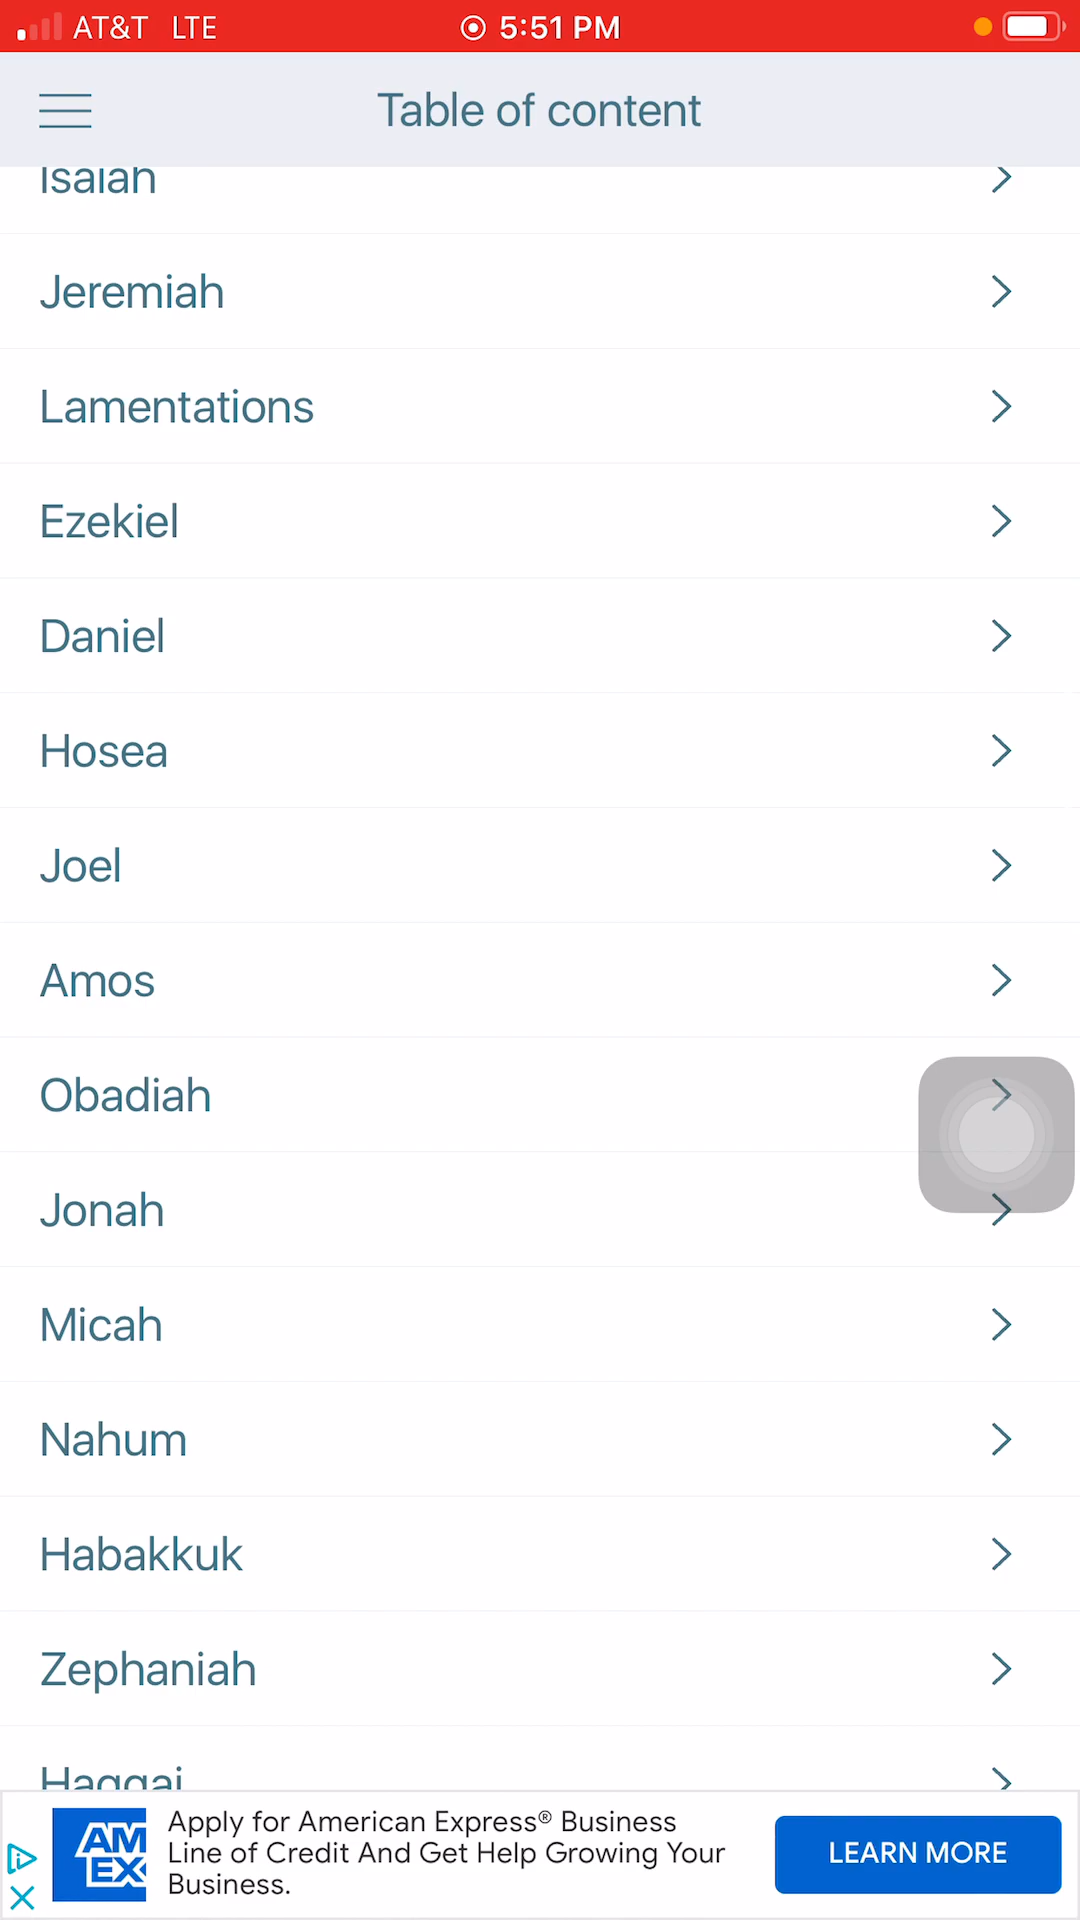 AT&T LTE 5:51 PM
Table of content
Isaiah
Jeremiah
Lamentations
Ezekiel
Daniel
Hosea
Joel
Amos
Obadiah
Jonah
Micah
Nahum
Habakkuk
Zephaniah
Haggai
AM
EX
Apply for American Express® Business
Line of Credit And Get Help Growing Your
Business.
LEARN MORE